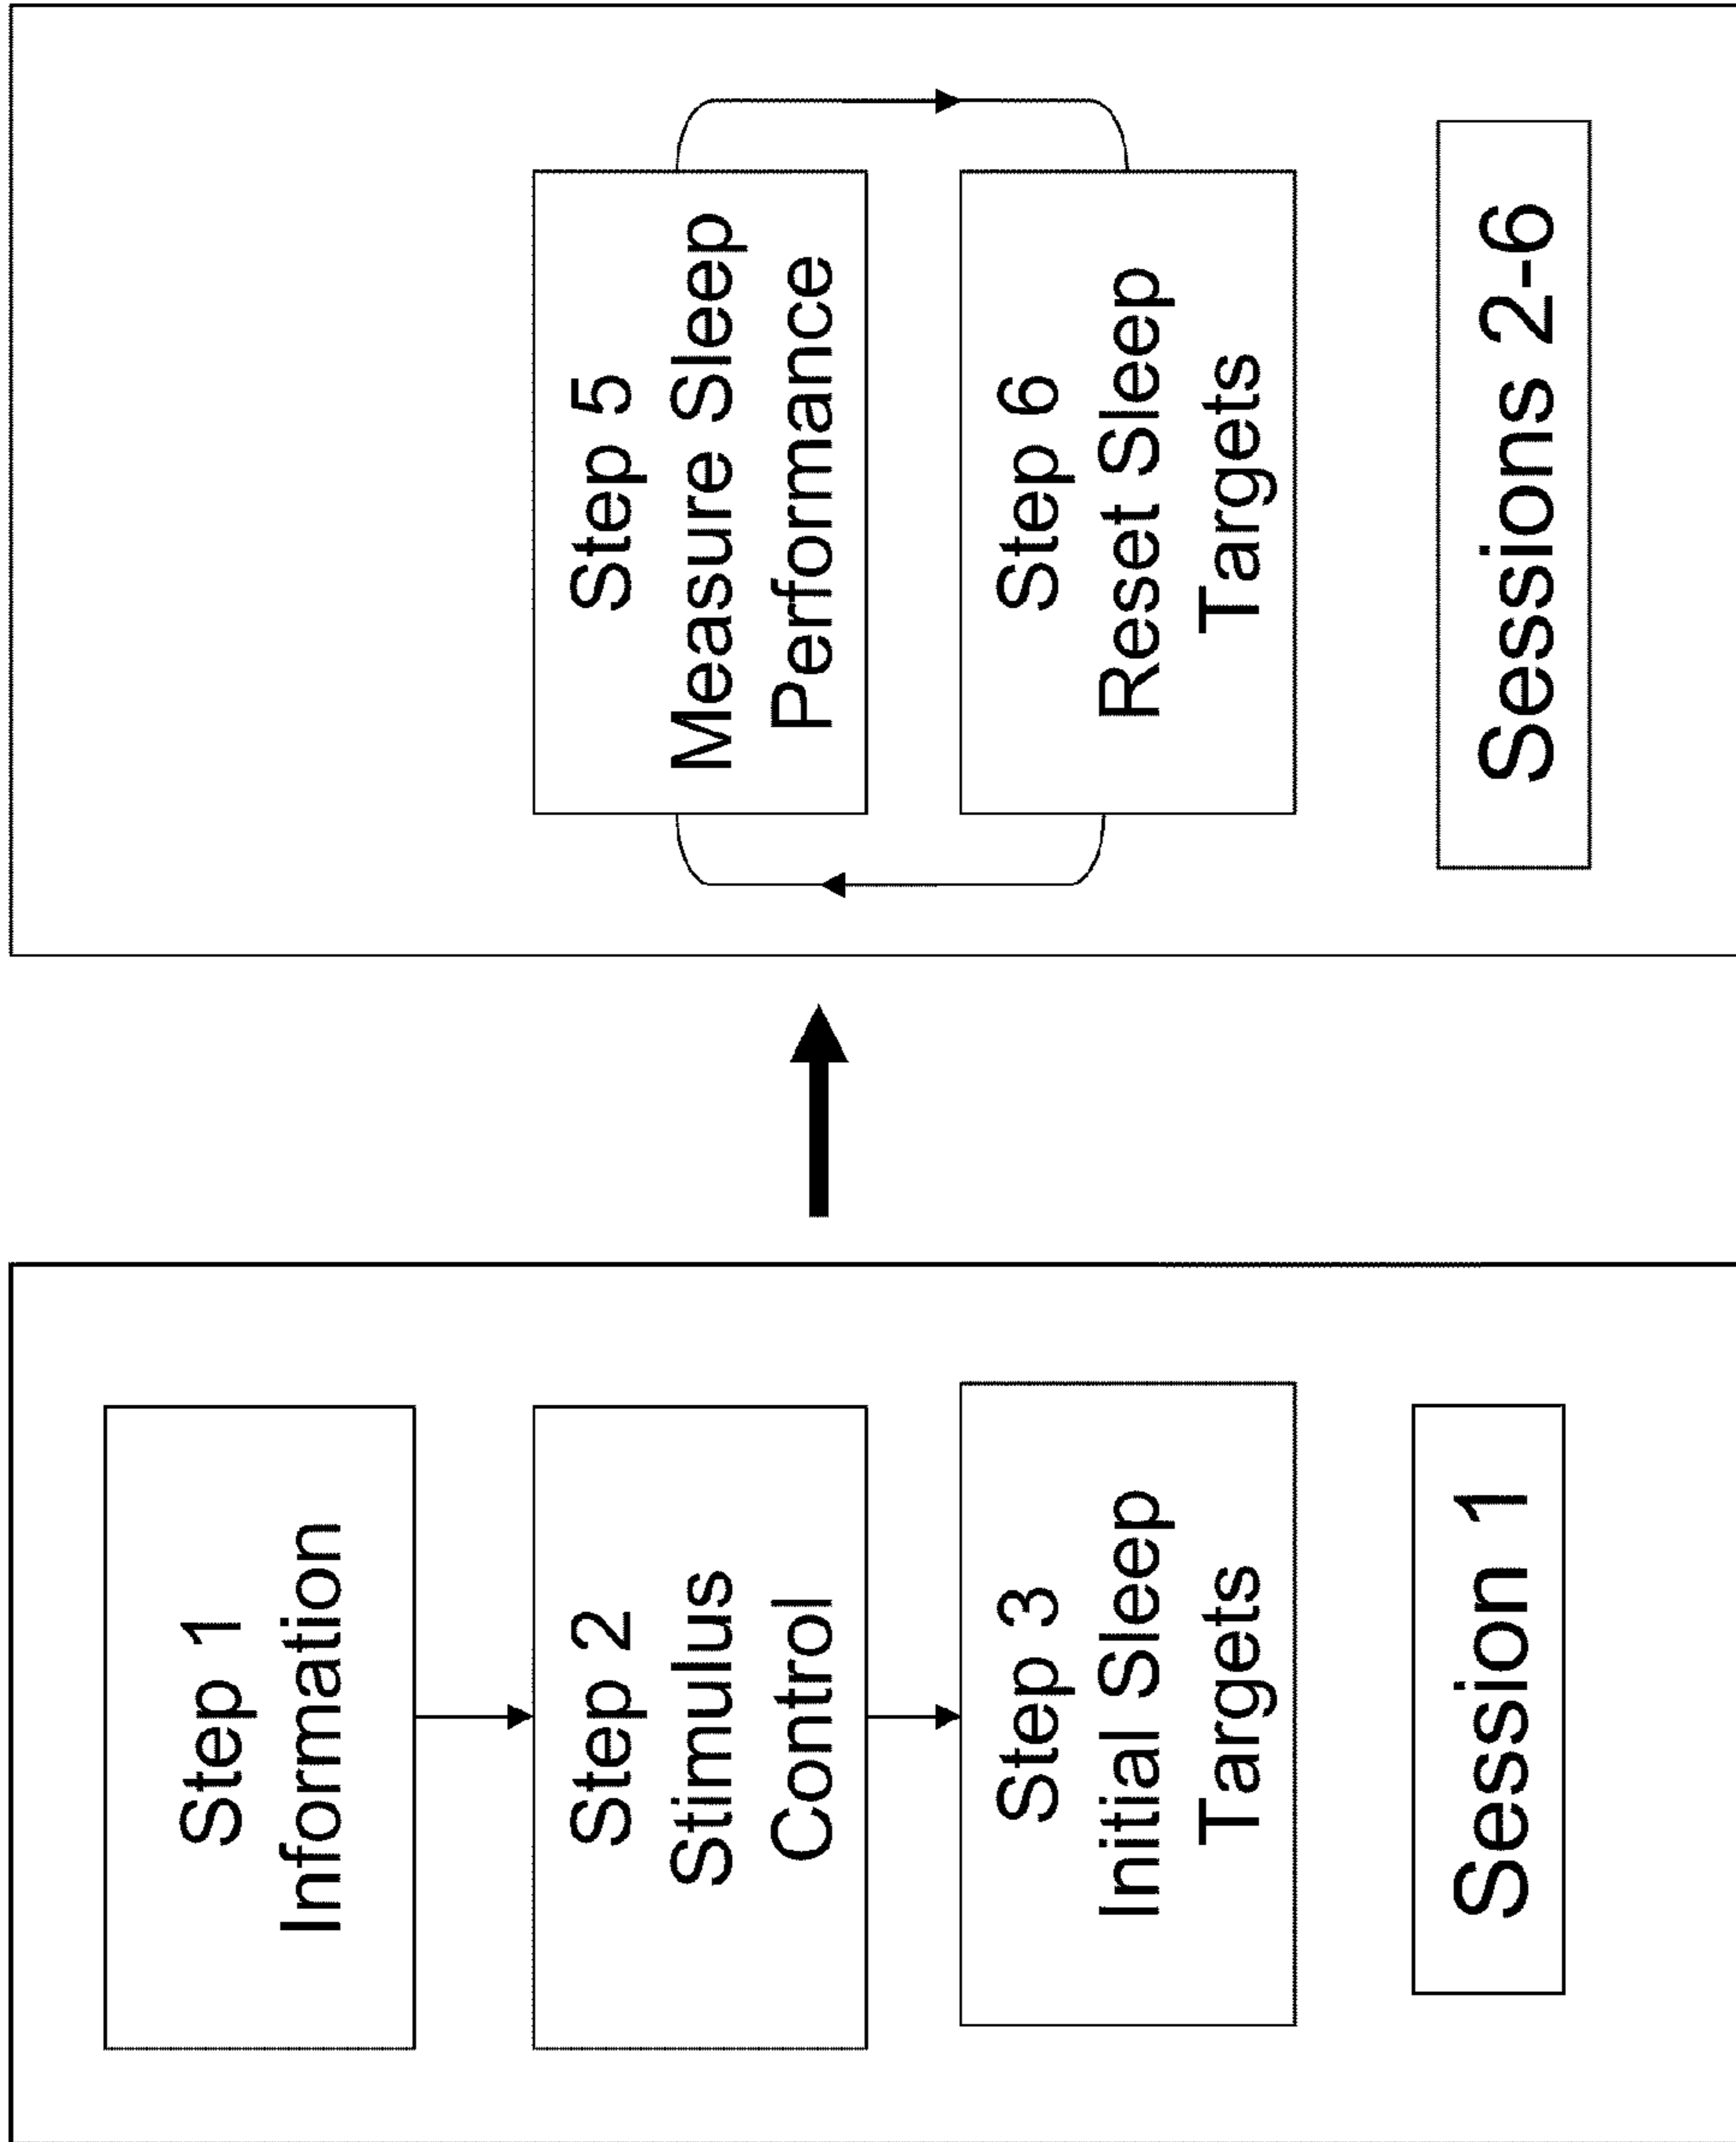 Step 1
Information
Step 2
Stimulus
Control
Step 3
Initial Sleep
Targets
Session 1
Step 5
Measure Sleep
Performance
Step 6
Reset Sleep
Targets
Sessions 2-6